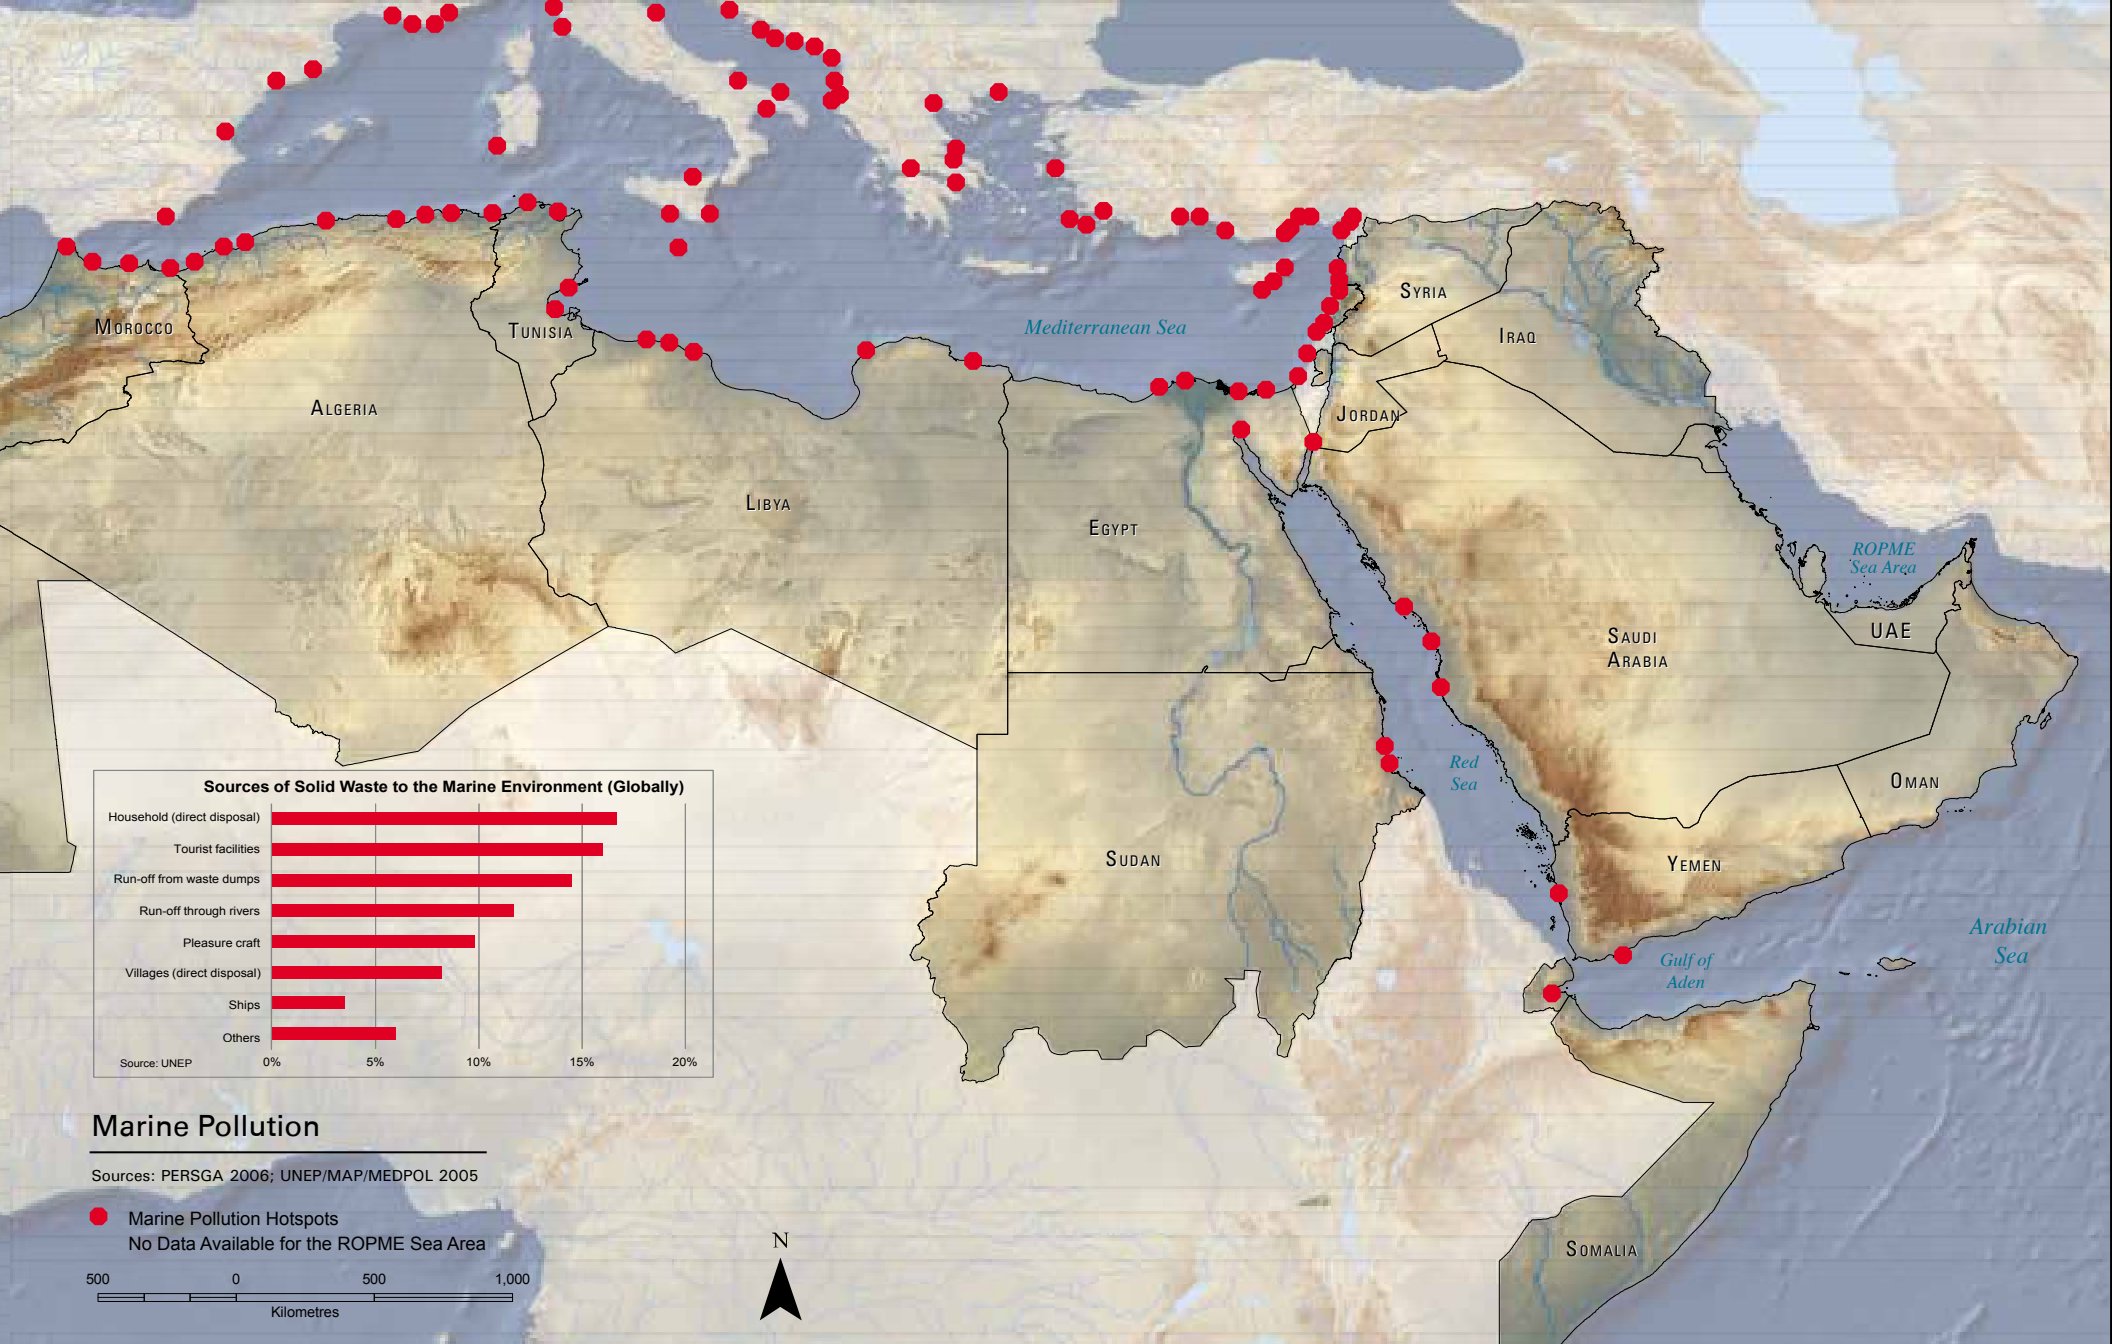 Mediterranean Sea
SYRIA
IRAQ
MOROCCO
TUNISIA
ALGERIA
JORDAN
LIBYA
EGYPT
ROPME
Sea Area
UAE
SAUDI
ARABIA
Red
Sea
OMAN
SUDAN
YEMEN
Arabian
Sea
Gulf of
Aden
SOMALIA
Sources of Solid Waste to the Marine Environment (Globally)
Household (direct disposal)
Tourist facilities
Run-off from waste dumps
Run-off through rivers
Pleasure craft
Villages (direct disposal)
Ships
Others
Source: UNEP
0% 5% 10% 15% 20%
Marine Pollution
Sources: PERSGA 2006; UNEP/MAP/MEDPOL 2005
Marine Pollution Hotspots
No Data Available for the ROPME Sea Area
500 0 500 1,000
Kilometres
N